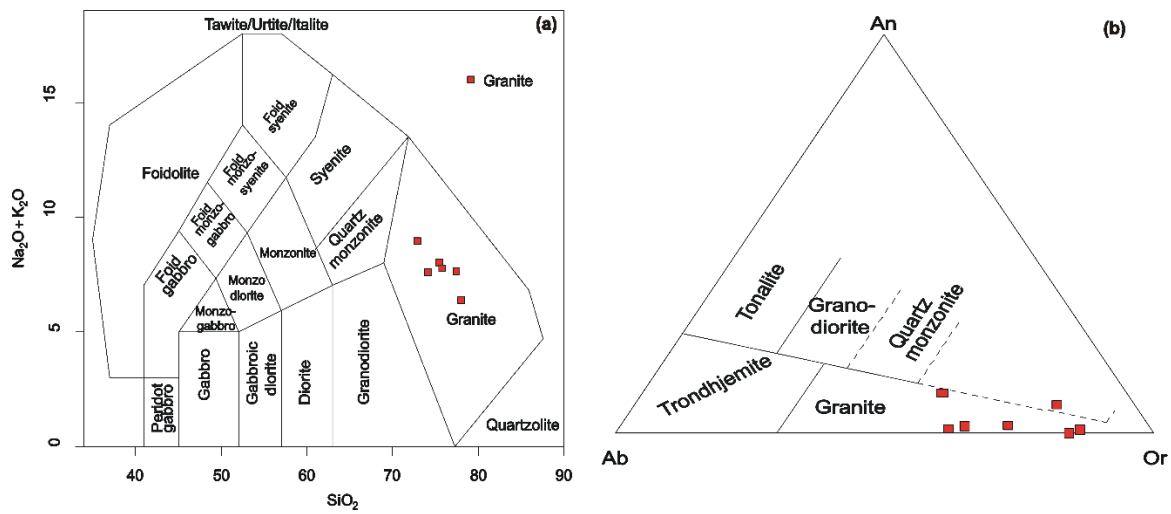 Tawite/Urtite/Italite
(a)
Granite
Foid
syenite
Foidolite
Foid
monzo-
syenite
Syenite
Foid
monzo-
gabbro
Quartz
monzonite
Foid
gabbro
Monzonite
Monzo
diorite
Monzo-
gabbro
Granite
Peridot
gabbro
Gabbro
Gabbroic
diorite
Diorite
Granodiorite
Quartzolite
Na₂O+K₂O
0
5
10
15
40
50
60
70
80
90
SiO₂
An
(b)
Tonalite
Grano-
diorite
Quartz
monzonite
Trondhjemite
Granite
Ab
Or